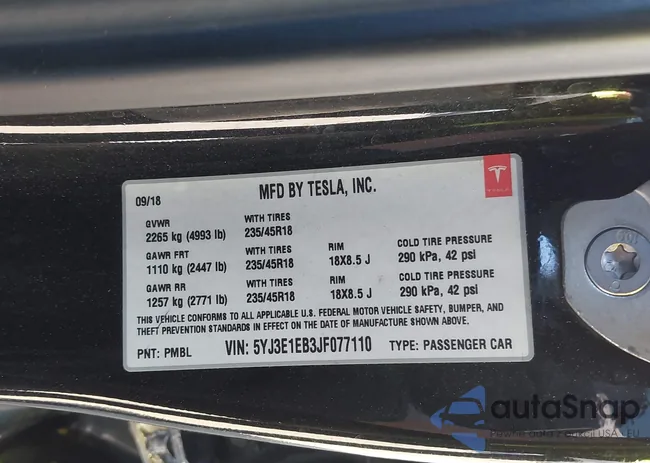 09/18 MFD BY TESLA, INC. TESLA
GVWR WITH TIRES
2265 kg (4993 lb) 235/45R18
GAWR FRT WITH TIRES RIM COLD TIRE PRESSURE
1110 kg (2447 lb) 235/45R18 18X8.5 J 290 kPa, 42 psi
GAWR RR WITH TIRES RIM COLD TIRE PRESSURE
1257 kg (2771 lb) 235/45R18 18X8.5 J 290 kPa, 42 psi
THIS VEHICLE CONFORMS TO ALL APPLICABLE U.S. FEDERAL MOTOR VEHICLE SAFETY, BUMPER, AND
THEFT PREVENTION STANDARDS IN EFFECT ON THE DATE OF MANUFACTURE SHOWN ABOVE.
PNT: PMBL VIN: 5YJ3E1EB3JF077110 TYPE: PASSENGER CAR
autoSnap